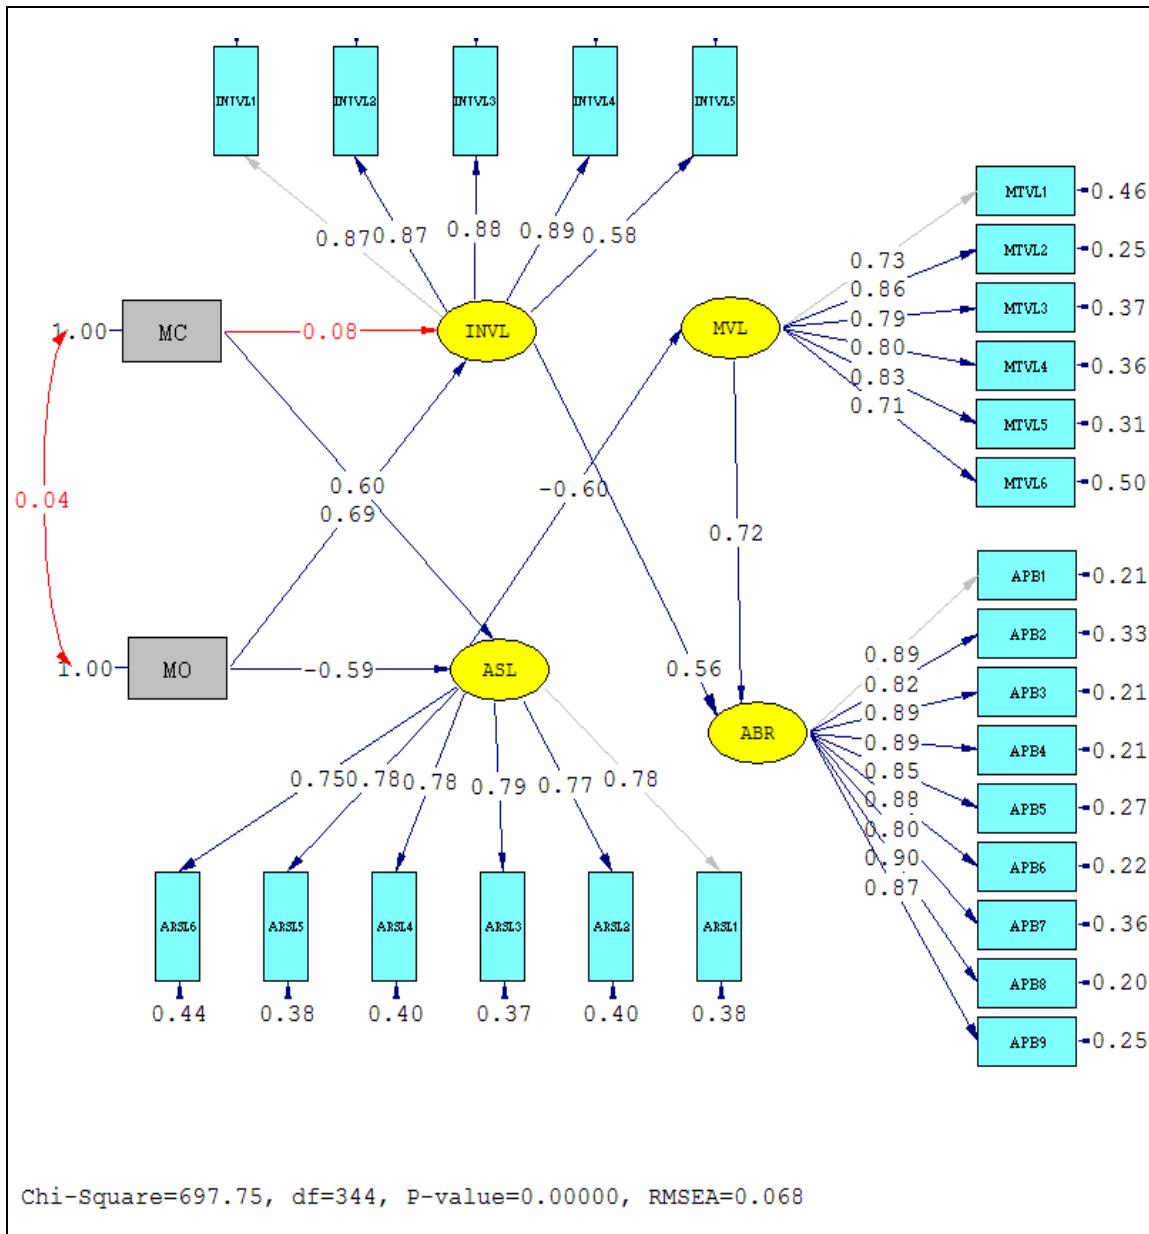 INTVL1 INTVL2 INTVL3 INTVL4 INTVL5
0.87 0.87 0.88 0.89 0.58
MTVL1 0.46
MTVL2 0.25
MTVL3 0.37
MTVL4 0.36
MTVL5 0.31
MTVL6 0.50
0.73
0.86
0.79
0.80
0.83
0.71
1.00 MC 0.08 INVL MVL
0.04
0.60
0.69
-0.60
0.72
1.00 MO -0.59 ASL
0.56
ABR
APB1 0.21
APB2 0.33
APB3 0.21
APB4 0.21
APB5 0.27
APB6 0.22
APB7 0.36
APB8 0.20
APB9 0.25
0.89
0.82
0.89
0.89
0.85
0.88
0.80
0.90
0.87
0.75 0.78 0.78 0.79 0.77 0.78
ARSL6 ARSL5 ARSL4 ARSL3 ARSL2 ARSL1
0.44 0.38 0.40 0.37 0.40 0.38
Chi-Square=697.75, df=344, P-value=0.00000, RMSEA=0.068